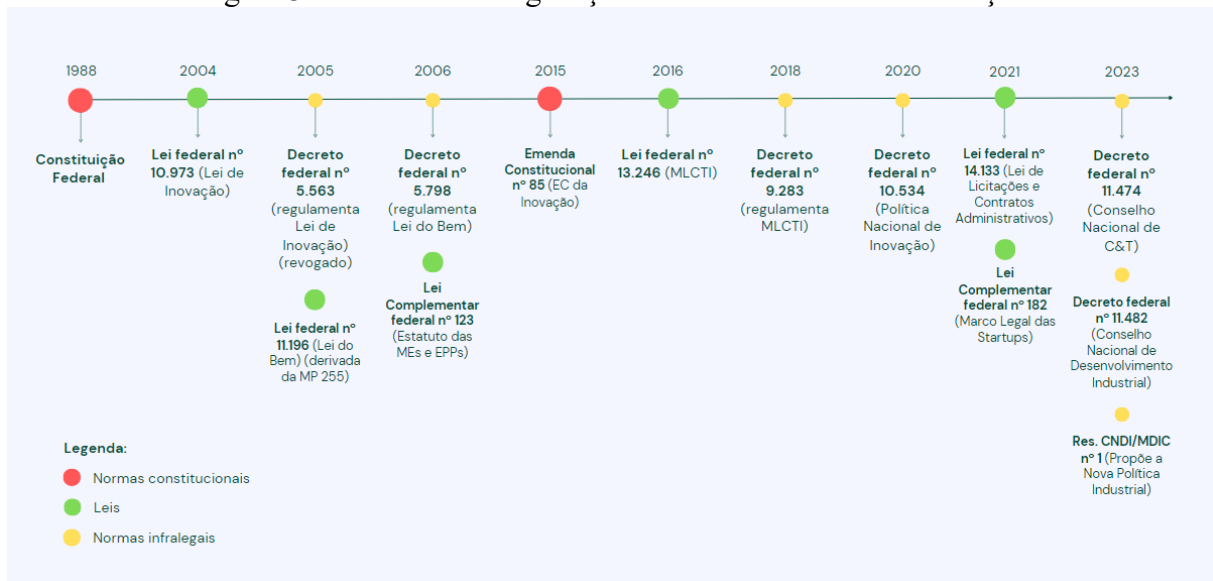 1988
2004
2005
2006
2015
2016
2018
2020
2021
2023
Constituição
Federal
Lei federal nº
10.973 (Lei de
Inovação)
Decreto
federal nº
5.563
(regulamenta
Lei de
Inovação)
(revogado)
Lei federal nº
11.196 (Lei do
Bem) (derivada
da MP 255)
Decreto
federal nº
5.798
(regulamenta
Lei do Bem)
Lei
Complementar
federal nº 123
(Estatuto das
MEs e EPPs)
Emenda
Constitucional
nº 85 (EC da
Inovação)
Lei federal nº
13.246 (MLCTI)
Decreto
federal nº
9.283
(regulamenta
MLCTI)
Decreto
federal nº
10.534
(Política
Nacional de
Inovação)
Lei federal nº
14.133 (Lei de
Licitações e
Contratos
Administrativos)
Lei
Complementar
federal nº 182
(Marco Legal das
Startups)
Decreto
federal nº
11.474
(Conselho
Nacional de
C&T)
Decreto federal
nº 11.482
(Conselho
Nacional de
Desenvolvimento
Industrial)
Res. CNDI/MDIC
nº 1 (Propõe a
Nova Política
Industrial)
Legenda:
Normas constitucionais
Leis
Normas infralegais